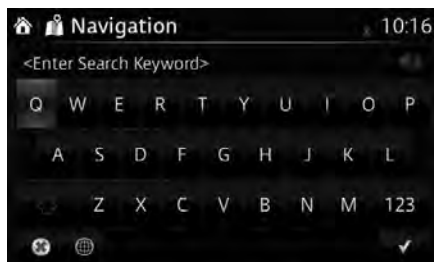 Navigation 10:16
<Enter Search Keyword>
Q W E R T Y U I O P
A S D F G H J K L
Z X C V B N M 123